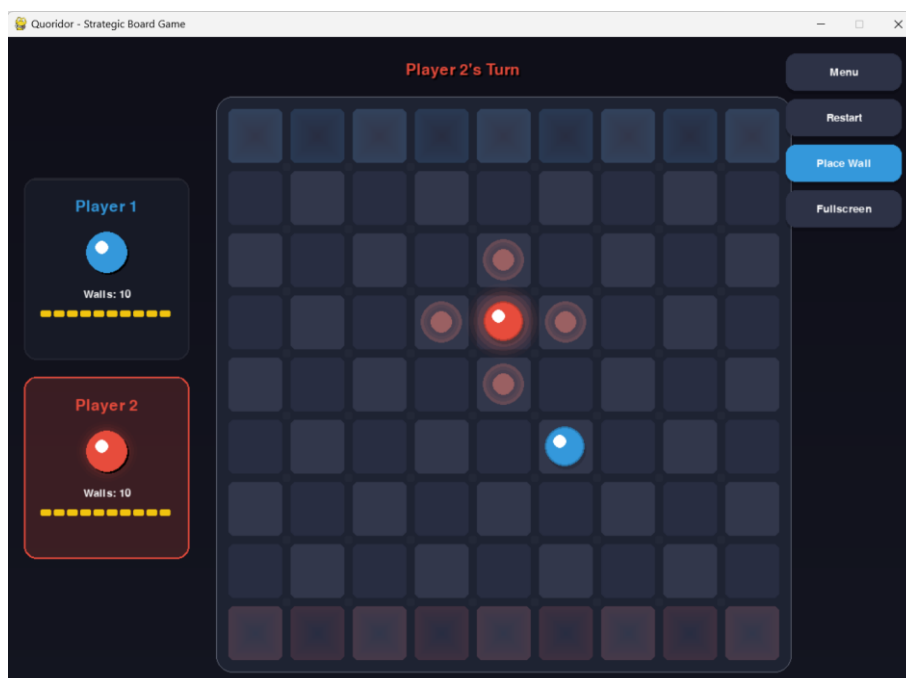 Quoridor - Strategic Board Game
Player 2's Turn
Menu
Restart
Place Wall
Fullscreen
Player 1
Walls: 10
Player 2
Walls: 10